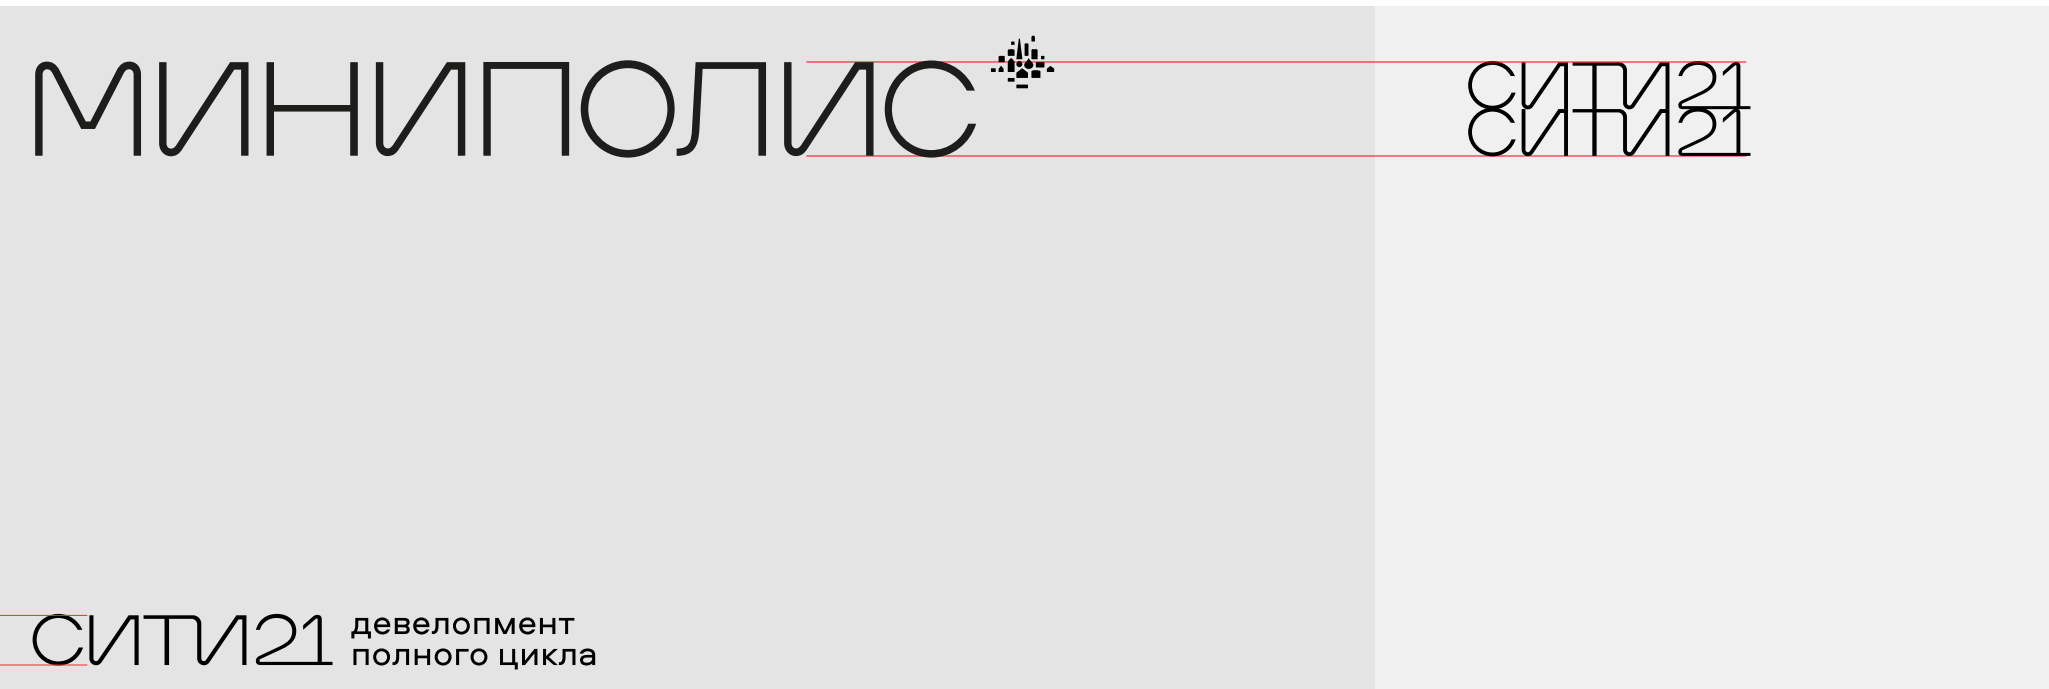 МИНИПОЛИС
СИТИ21
СИТИ21
СИТИ21
девелопмент
полного цикла